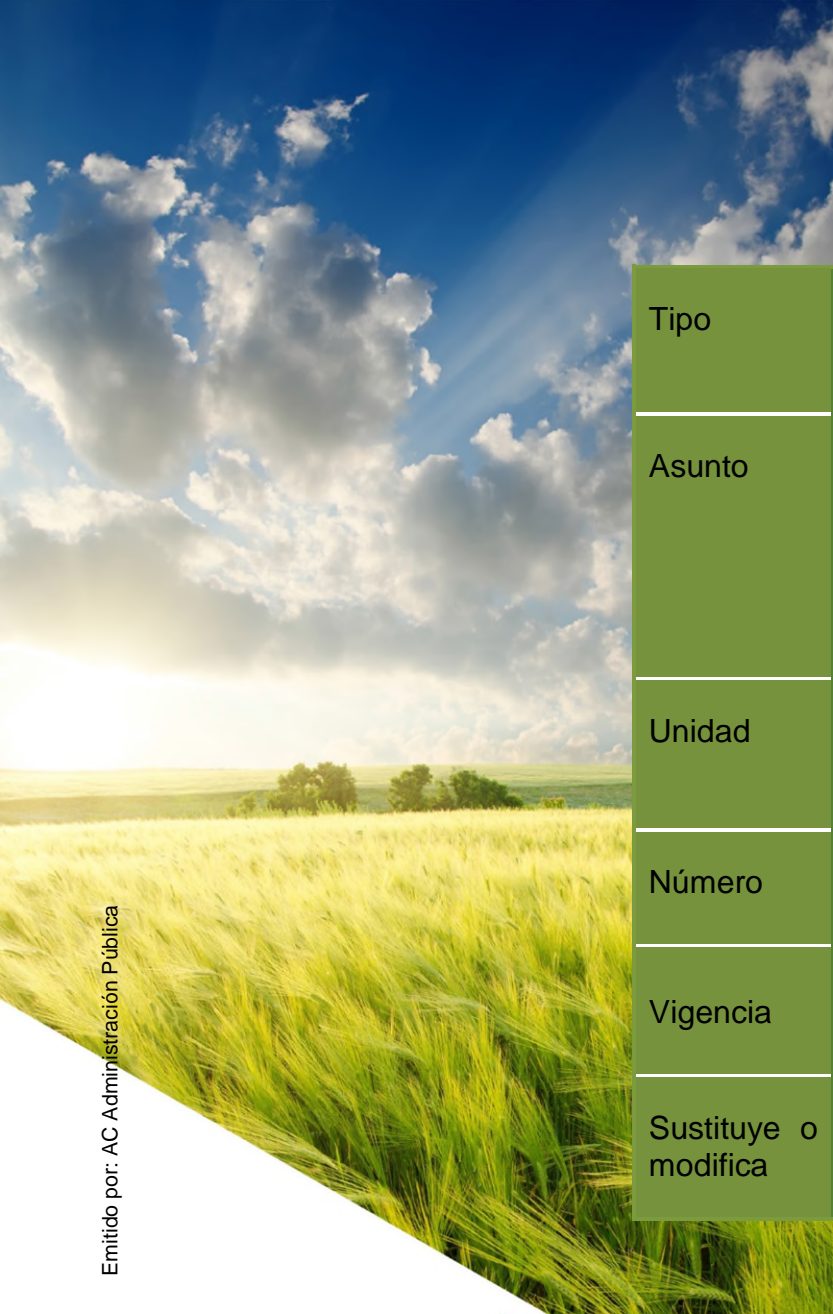 Tipo
Asunto
Unidad
Número
Vigencia
Sustituye o
modifica
Emitido por: AC Administración Pública